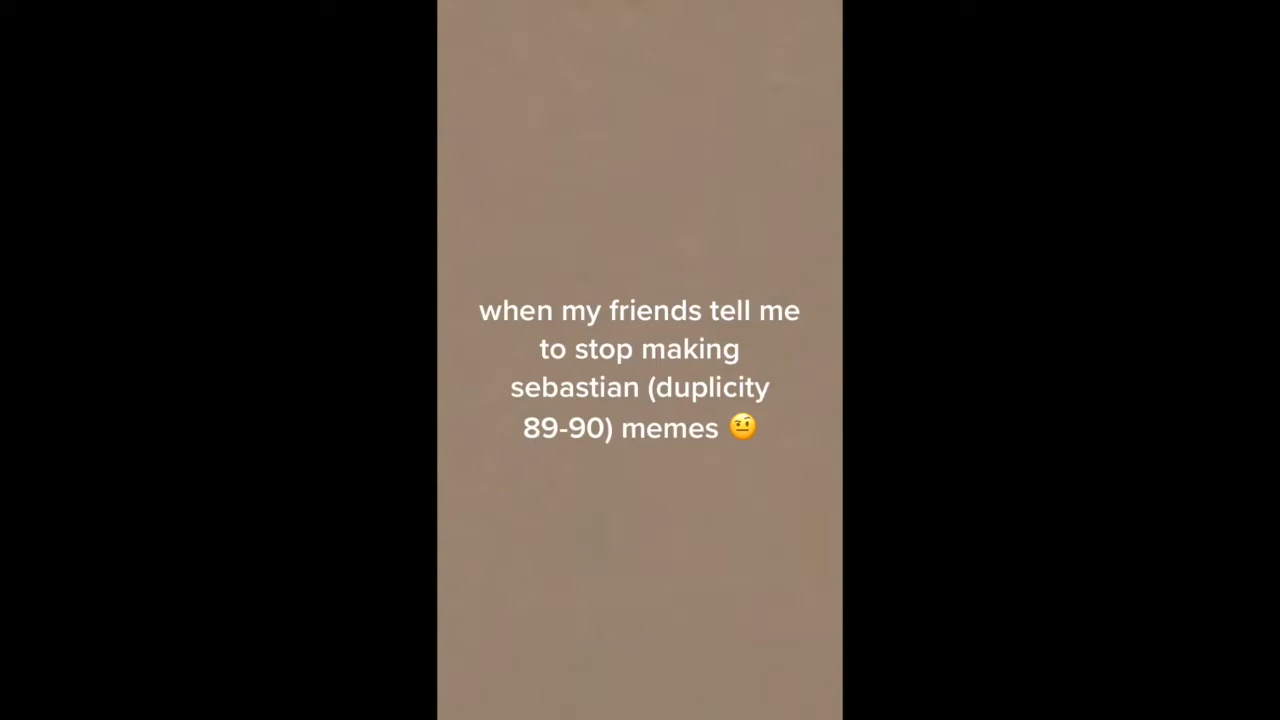 when my friends tell me
to stop making
sebastian (duplicity
89-90) memes 🤨